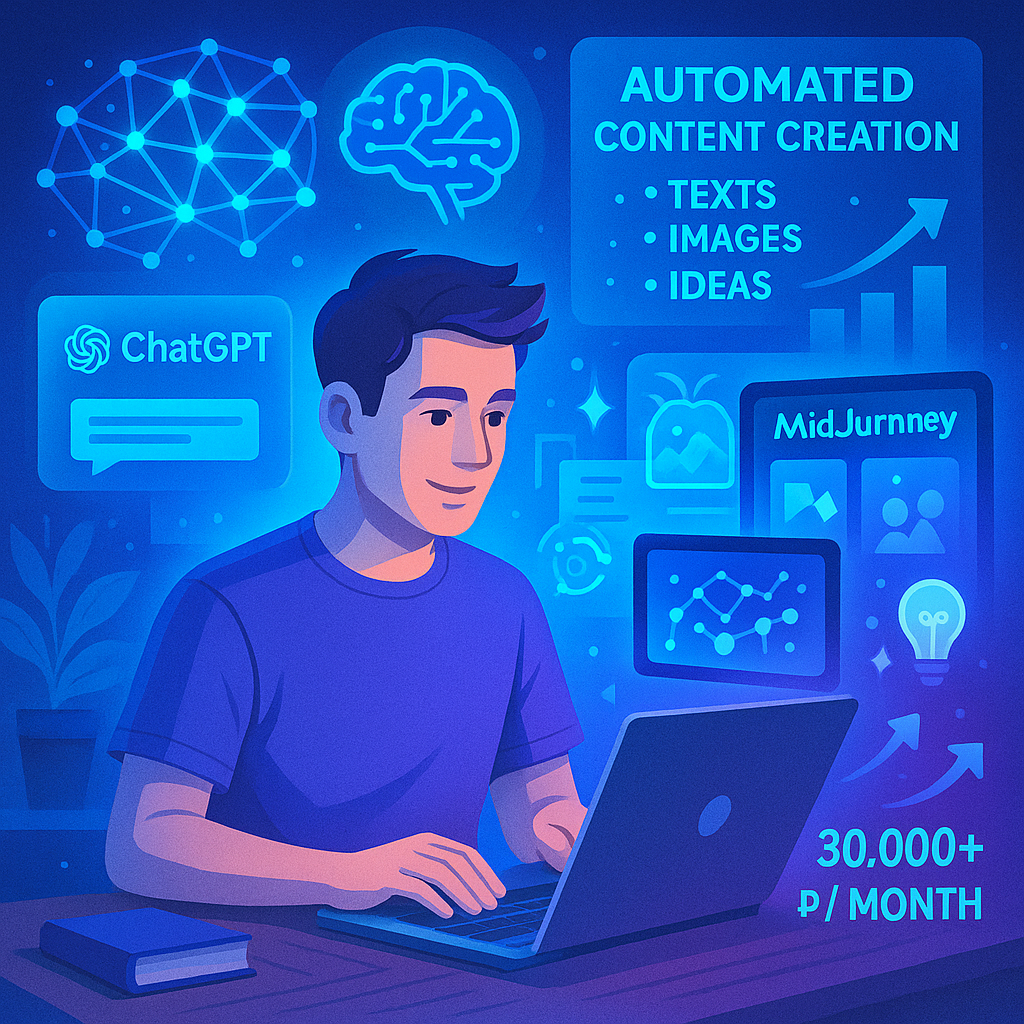 AUTOMATED
CONTENT CREATION
• TEXTS
• IMAGES
• IDEAS
ChatGPT
MidJurnney
30.000+
₽/ MONTH